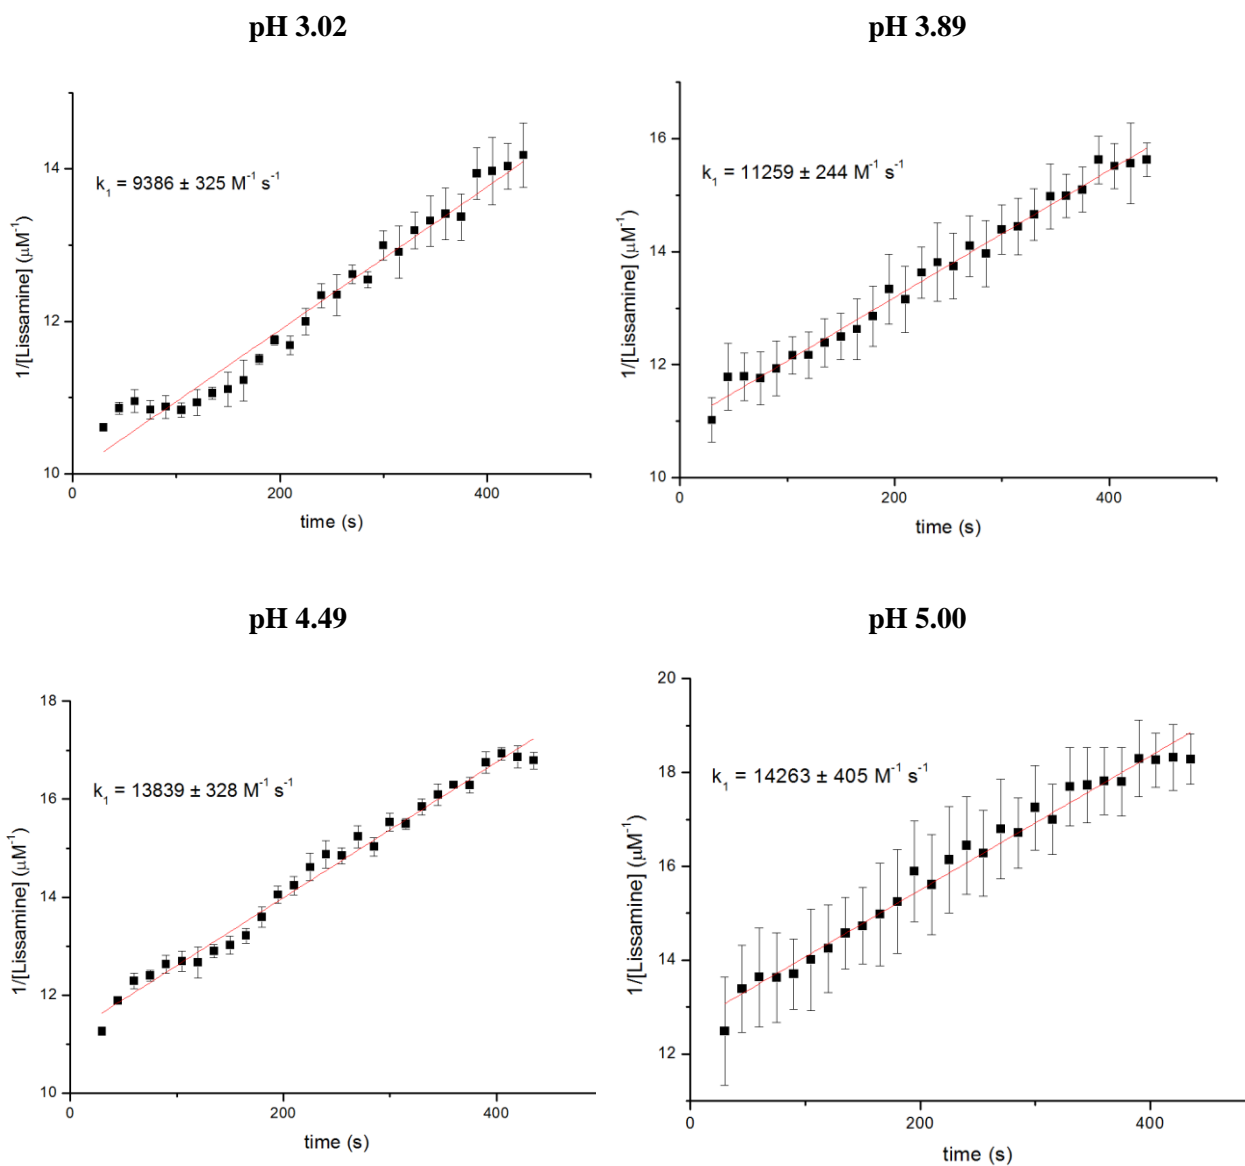 pH 3.02
14
12
10
0
200
400
1/[Lissamine] (μM⁻¹)
time (s)
k₁ = 9386 ± 325 M⁻¹ s⁻¹
pH 3.89
16
14
12
10
0
200
400
1/[Lissamine] (μM⁻¹)
time (s)
k₁ = 11259 ± 244 M⁻¹ s⁻¹
pH 4.49
18
16
14
12
10
0
200
400
1/[Lissamine] (μM⁻¹)
time (s)
k₁ = 13839 ± 328 M⁻¹ s⁻¹
pH 5.00
20
18
16
14
12
0
200
400
1/[Lissamine] (μM⁻¹)
time (s)
k₁ = 14263 ± 405 M⁻¹ s⁻¹